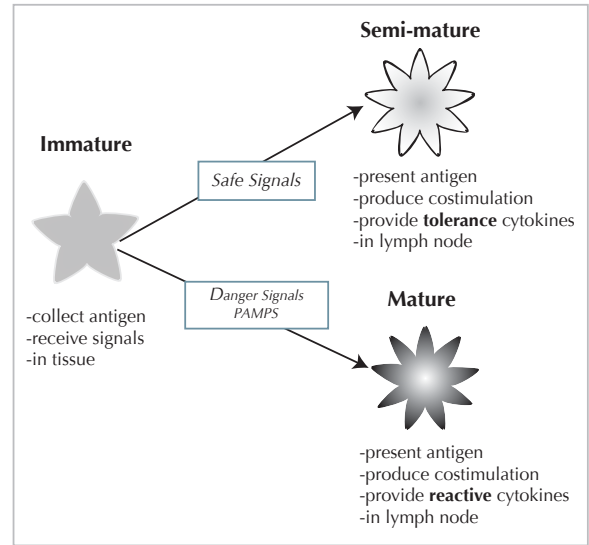 Semi-mature
Immature
Safe Signals
-present antigen
-produce costimulation
-provide tolerance cytokines
-in lymph node
Danger Signals
PAMPS
Mature
-collect antigen
-receive signals
-in tissue
-present antigen
-produce costimulation
-provide reactive cytokines
-in lymph node